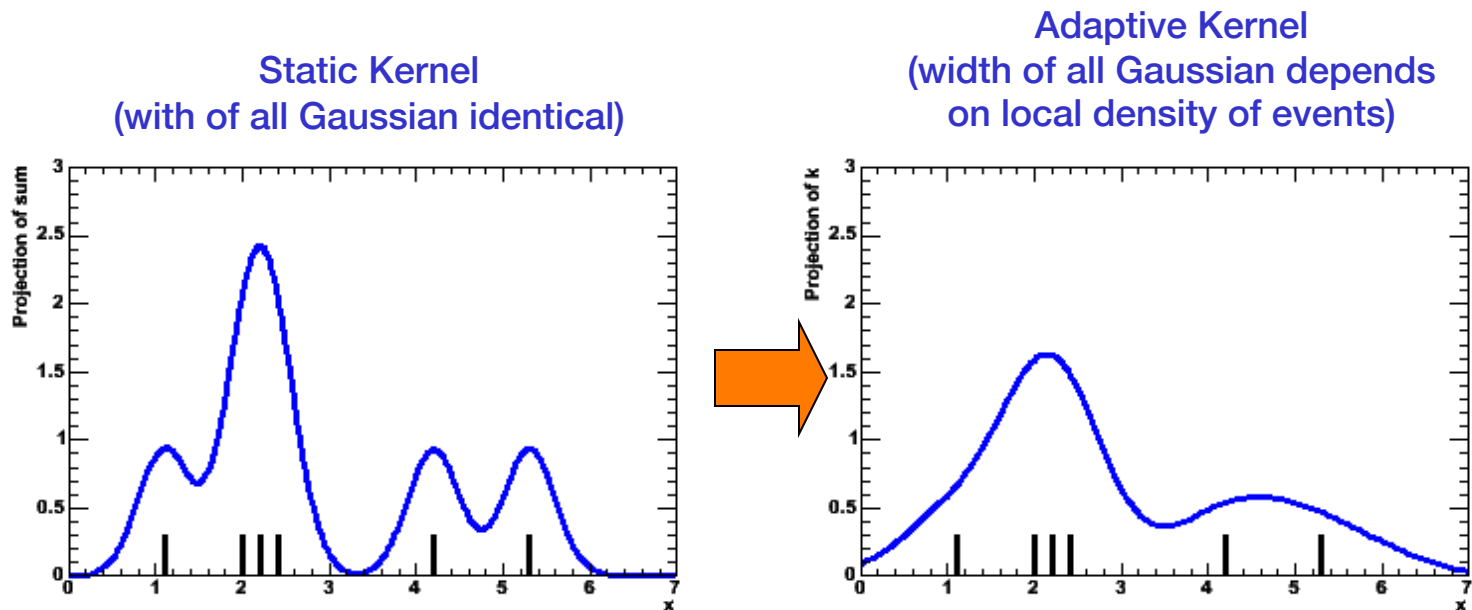 Static Kernel
(with of all Gaussian identical)
Projection of sum
3
2.5
2
1.5
1
0.5
0
0 1 2 3 4 5 6 7
x
Adaptive Kernel
(width of all Gaussian depends
on local density of events)
Projection of k
3
2.5
2
1.5
1
0.5
0
0 1 2 3 4 5 6 7
x